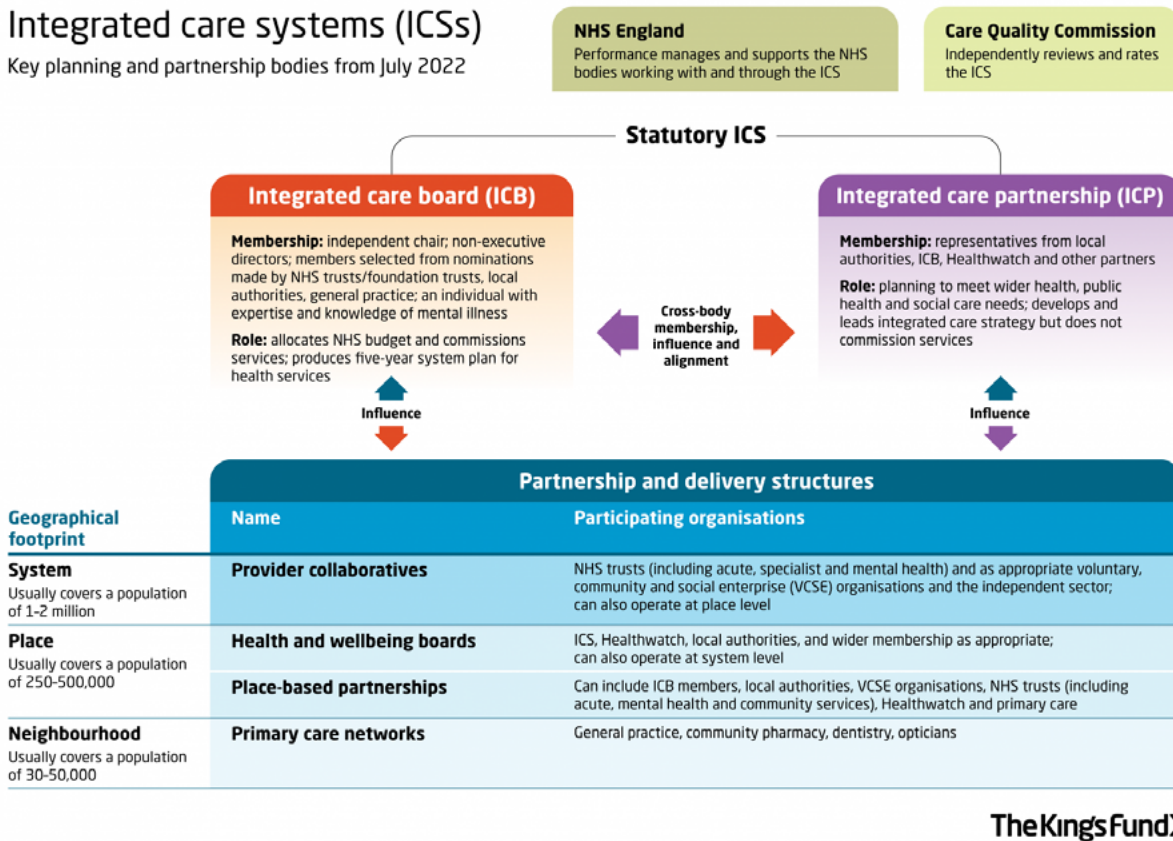 Integrated care systems (ICSs)
Key planning and partnership bodies from July 2022
NHS England
Performance manages and supports the NHS
bodies working with and through the ICS
Care Quality Commission
Independently reviews and rates
the ICS
Statutory ICS
Integrated care board (ICB)
Membership: independent chair; non-executive
directors; members selected from nominations
made by NHS trusts/foundation trusts, local
authorities, general practice; an individual with
expertise and knowledge of mental illness
Role: allocates NHS budget and commissions
services; produces five-year system plan for
health services
Cross-body
membership,
influence and
alignment
Integrated care partnership (ICP)
Membership: representatives from local
authorities, ICB, Healthwatch and other partners
Role: planning to meet wider health, public
health and social care needs; develops and
leads integrated care strategy but does not
commission services
Influence
Influence
Partnership and delivery structures
Geographical
footprint
Name
Participating organisations
System
Usually covers a population
of 1-2 million
Provider collaboratives
NHS trusts (including acute, specialist and mental health) and as appropriate voluntary,
community and social enterprise (VCSE) organisations and the independent sector;
can also operate at place level
Place
Usually covers a population
of 250-500,000
Health and wellbeing boards
ICS, Healthwatch, local authorities, and wider membership as appropriate;
can also operate at system level
Place-based partnerships
Can include ICB members, local authorities, VCSE organisations, NHS trusts (including
acute, mental health and community services), Healthwatch and primary care
Neighbourhood
Usually covers a population
of 30-50,000
Primary care networks
General practice, community pharmacy, dentistry, opticians
TheKingsFund